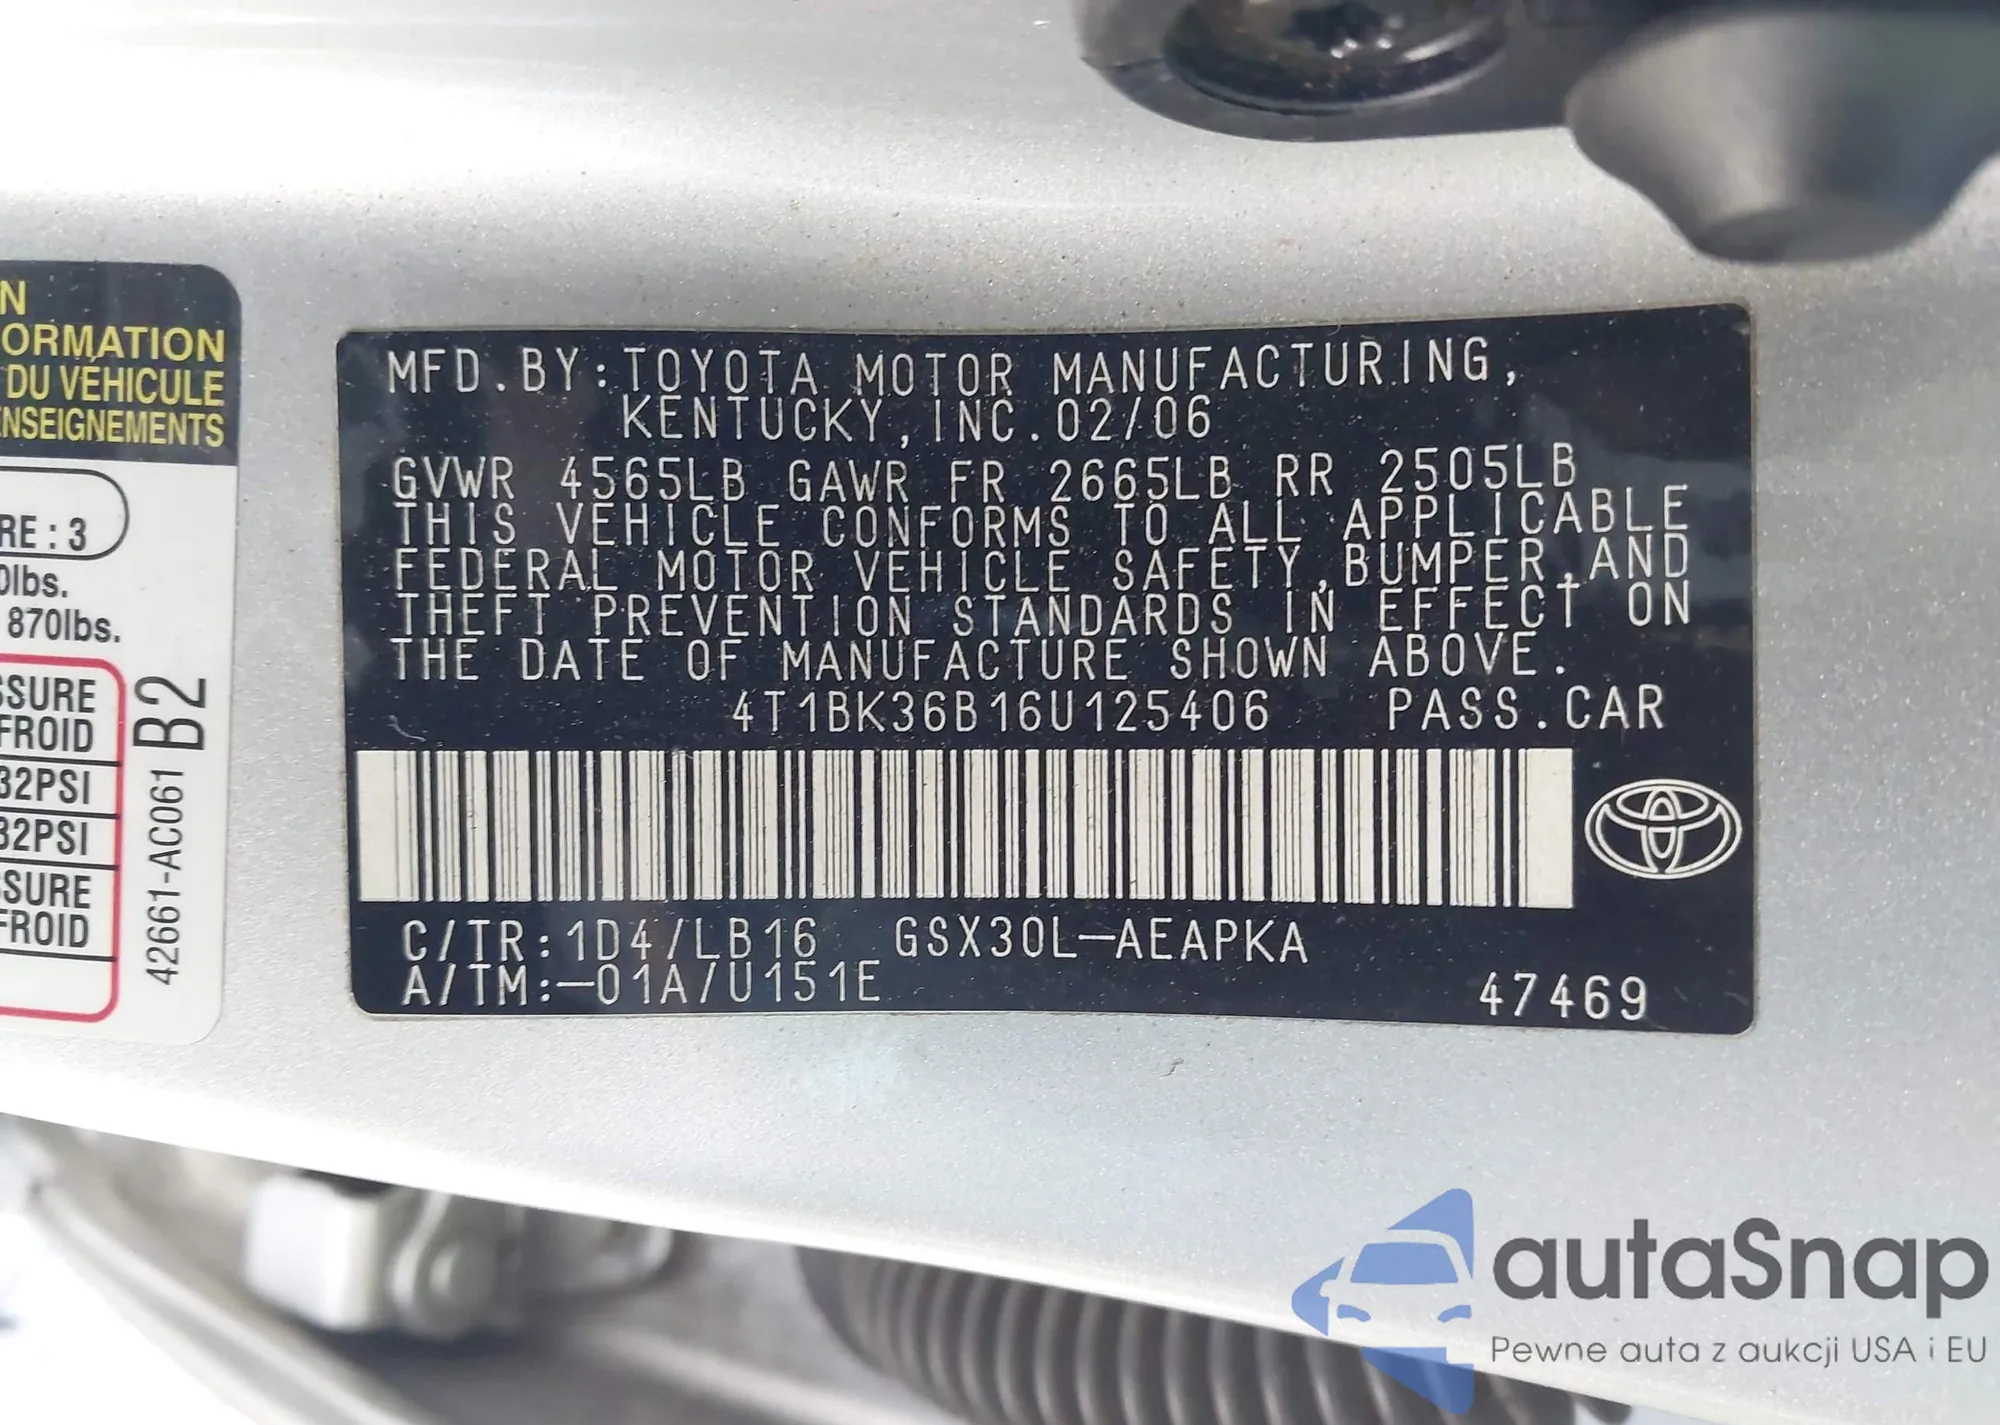 N
ORMATION
DU VÉHICULE
ENSEIGNEMENTS
RE : 3
0lbs.
870lbs.
SSURE
FROID
32PSI
32PSI
SSURE
FROID
42661-AC061 B2
MFD.BY:TOYOTA MOTOR MANUFACTURING,
KENTUCKY,INC.02/06
GVWR 4565LB GAWR FR 2665LB RR 2505LB
THIS VEHICLE CONFORMS TO ALL APPLICABLE
FEDERAL MOTOR VEHICLE SAFETY,BUMPER,AND
THEFT PREVENTION STANDARDS IN EFFECT ON
THE DATE OF MANUFACTURE SHOWN ABOVE.
4T1BK36B16U125406 PASS.CAR
C/TR:1D4/LB16 GSX30L-AEAPKA
A/TM:-01A/U151E
47469
autaSnap
Pewne auta z aukcji USA i EU